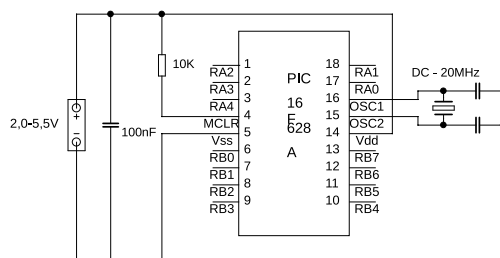 10K
100nF
2,0-5,5V
+
−
PIC
16
F
628
A
1
RA2
2
RA3
3
RA4
4
MCLR
5
Vss
6
RB0
7
RB1
8
RB2
9
RB3
18
RA1
17
RA0
16
OSC1
15
OSC2
14
Vdd
13
RB7
12
RB6
11
RB5
10
RB4
DC - 20MHz